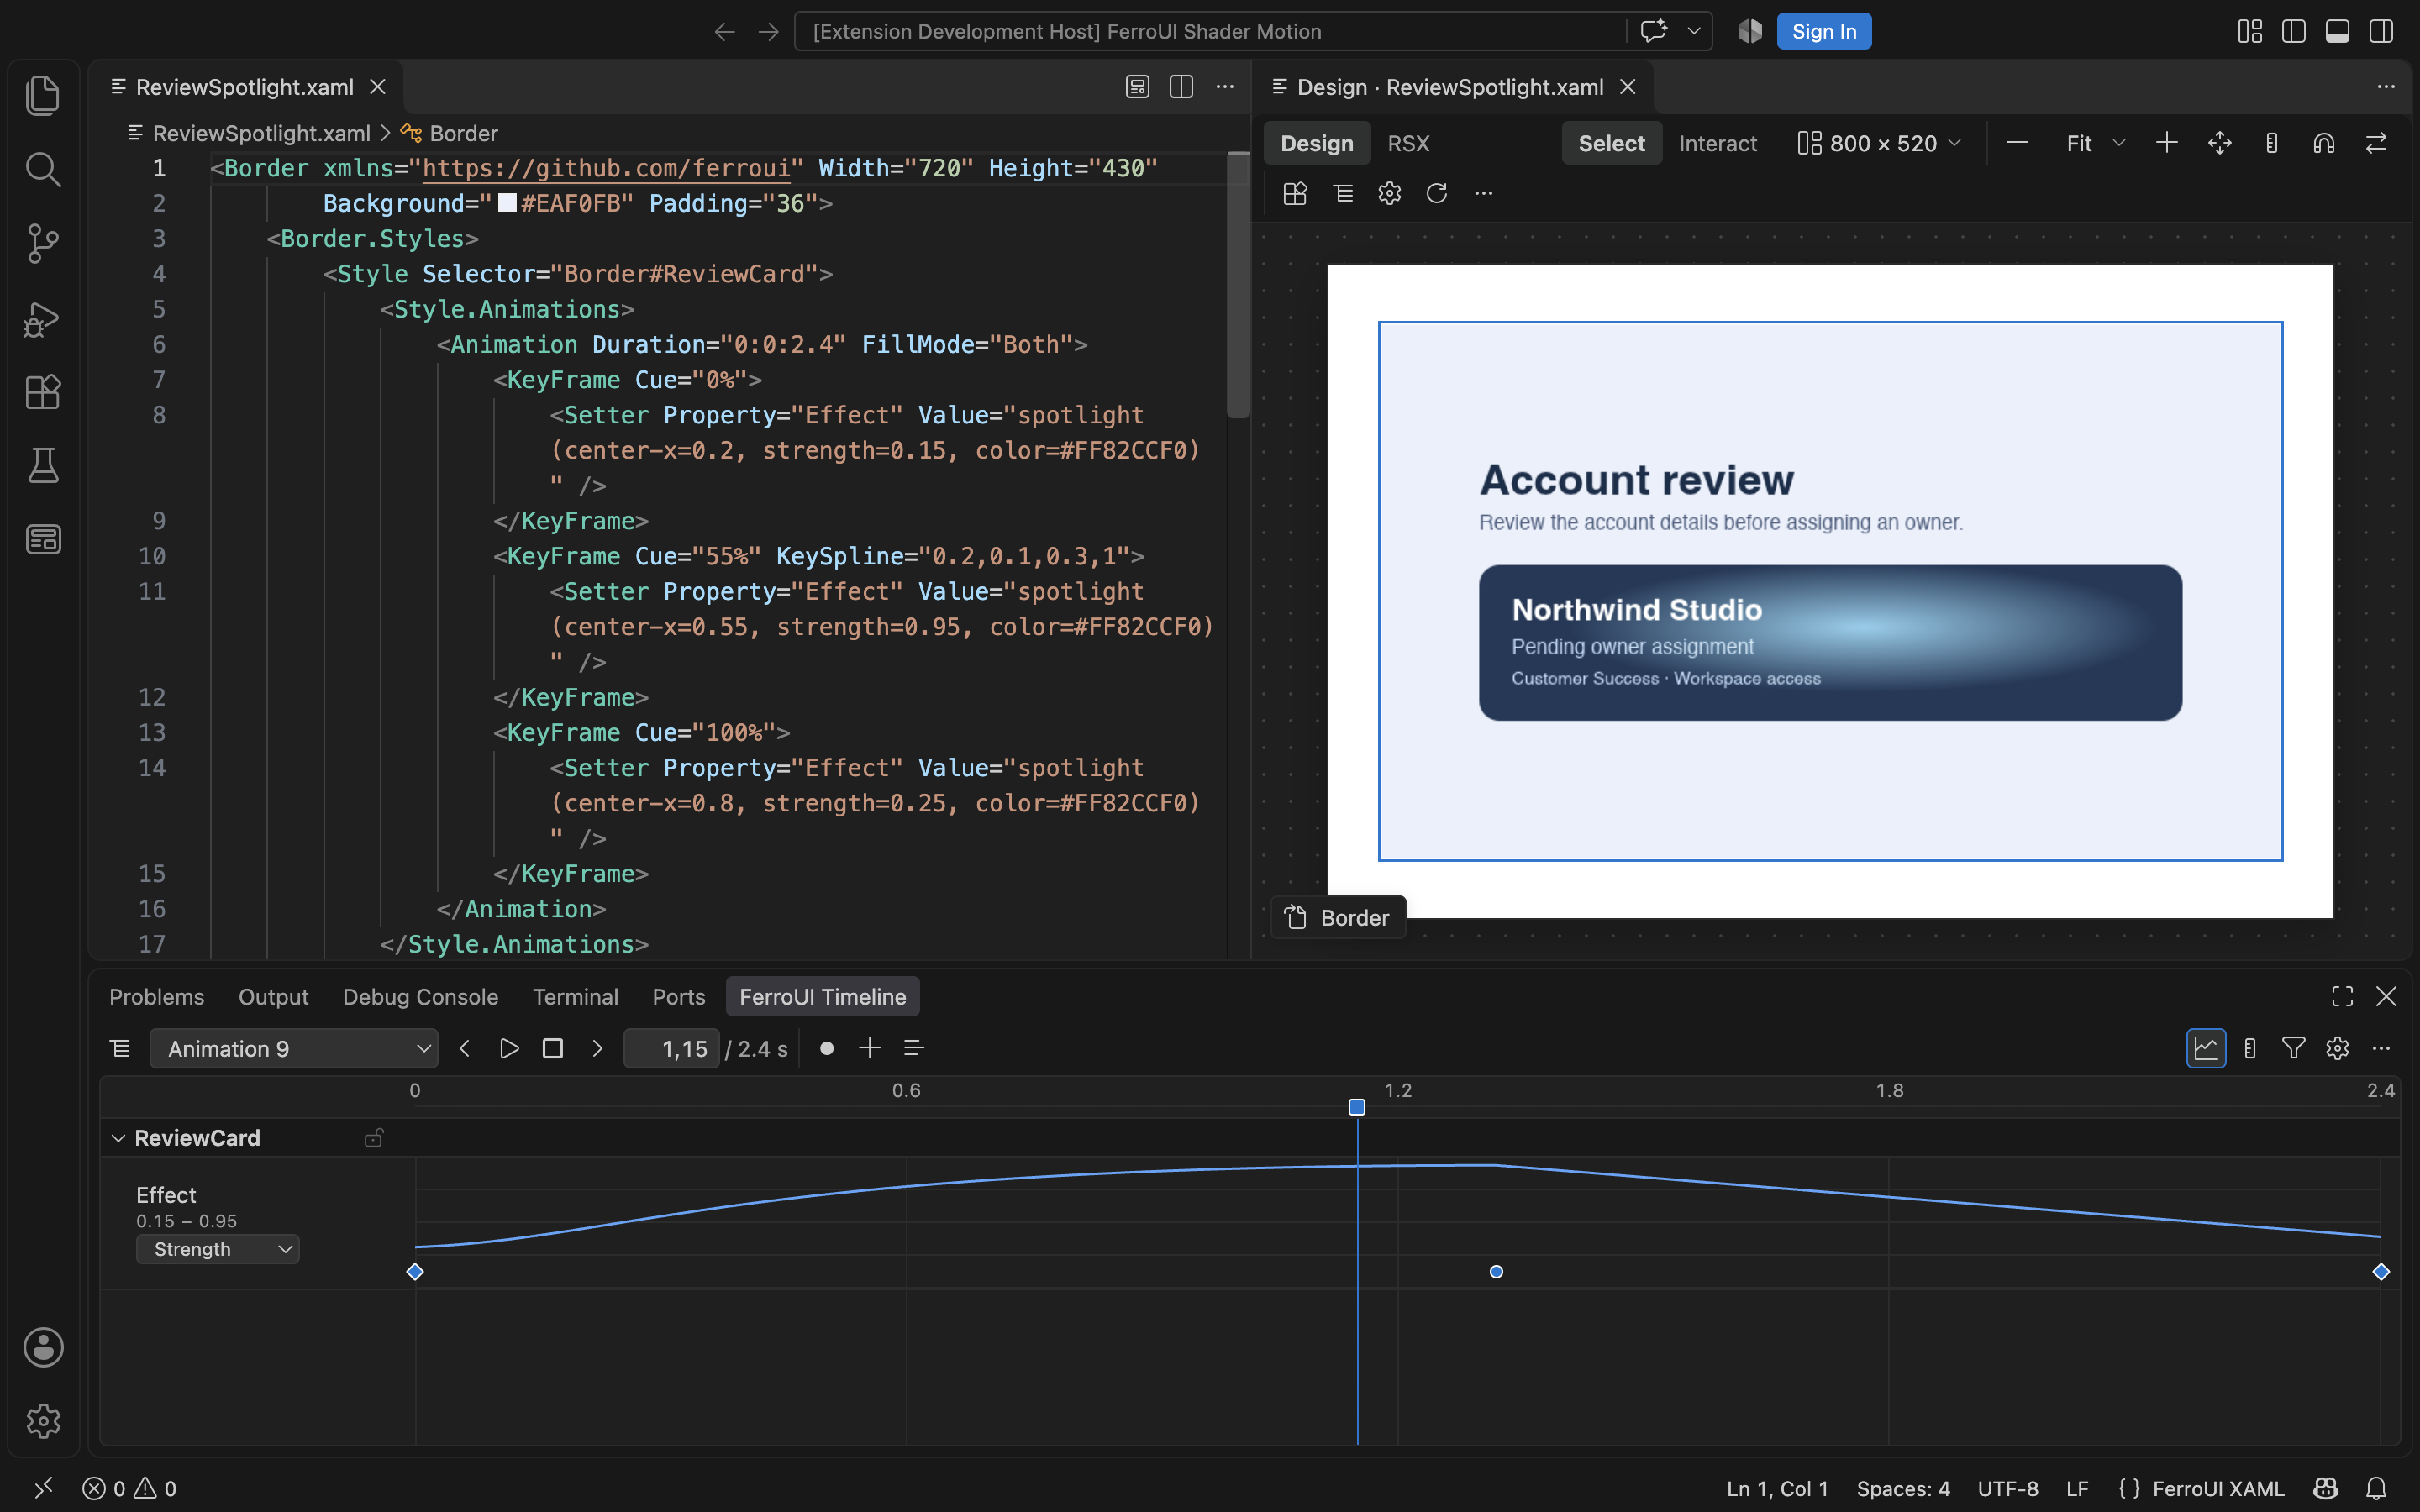 [Extension Development Host] FerroUI Shader Motion
Sign In
ReviewSpotlight.xaml
ReviewSpotlight.xaml > Border
1 <Border xmlns="https://github.com/ferroui" Width="720" Height="430"
2 Background="#EAF0FB" Padding="36">
3 <Border.Styles>
4 <Style Selector="Border#ReviewCard">
5 <Style.Animations>
6 <Animation Duration="0:0:2.4" FillMode="Both">
7 <KeyFrame Cue="0%">
8 <Setter Property="Effect" Value="spotlight
(center-x=0.2, strength=0.15, color=#FF82CCF0)
" />
9 </KeyFrame>
10 <KeyFrame Cue="55%" KeySpline="0.2,0.1,0.3,1">
11 <Setter Property="Effect" Value="spotlight
(center-x=0.55, strength=0.95, color=#FF82CCF0)
" />
12 </KeyFrame>
13 <KeyFrame Cue="100%">
14 <Setter Property="Effect" Value="spotlight
(center-x=0.8, strength=0.25, color=#FF82CCF0)
" />
15 </KeyFrame>
16 </Animation>
17 </Style.Animations>
Design · ReviewSpotlight.xaml
Design RSX Select Interact 800 × 520 Fit
Account review
Review the account details before assigning an owner.
Northwind Studio
Pending owner assignment
Customer Success · Workspace access
Border
Problems Output Debug Console Terminal Ports FerroUI Timeline
Animation 9 1,15 / 2.4 s
0 0.6 1.2 1.8 2.4
ReviewCard
Effect
0.15 – 0.95
Strength
0 0 Ln 1, Col 1 Spaces: 4 UTF-8 LF { } FerroUI XAML